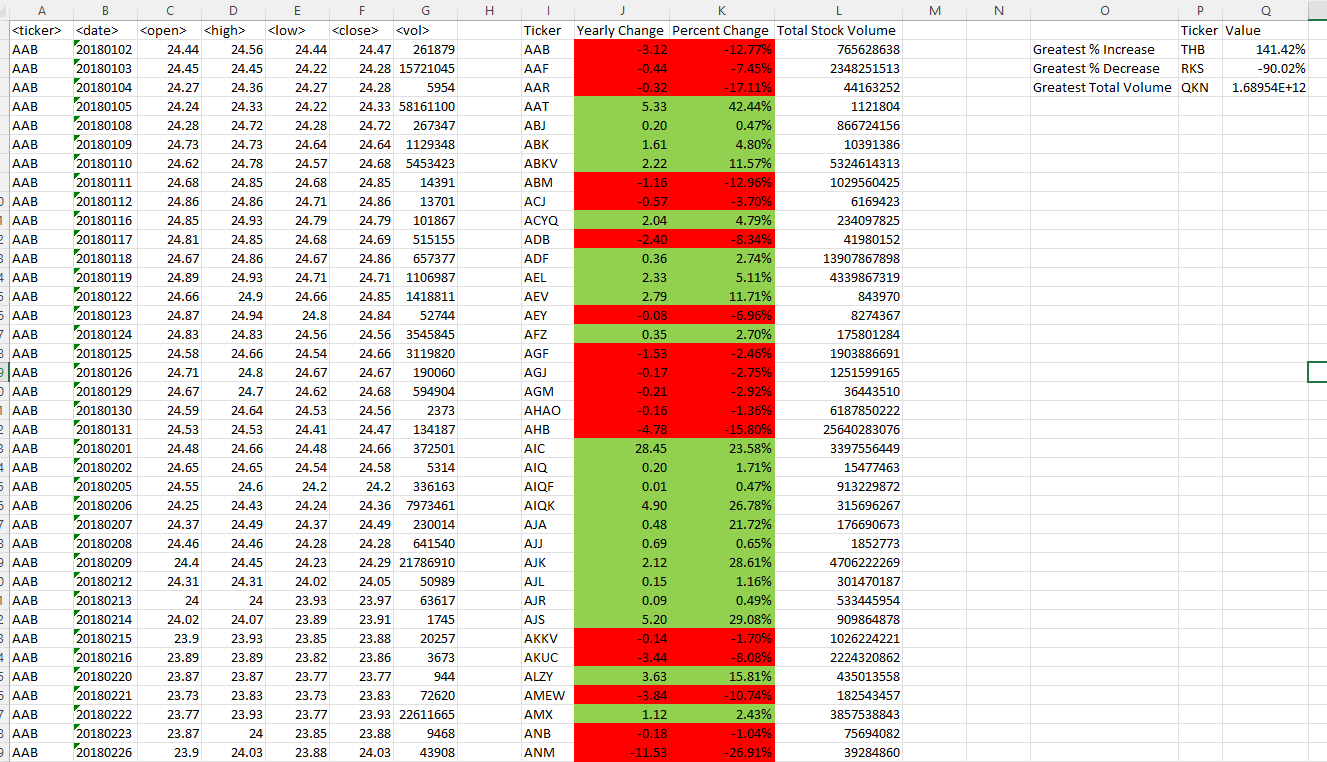 A B C D E F G H I J K L M N O P Q
<ticker> <date> <open> <high> <low> <close> <vol> Ticker Yearly Change Percent Change Total Stock Volume Ticker Value
AAB 20180102 24.44 24.56 24.44 24.47 261879 AAB -3.12 -12.77% 765628638 Greatest % Increase THB 141.42%
AAB 20180103 24.45 24.45 24.22 24.28 15721045 AAF -0.44 -7.45% 2348251513 Greatest % Decrease RKS -90.02%
AAB 20180104 24.27 24.36 24.27 24.28 5954 AAR -0.32 -17.11% 44163252 Greatest Total Volume QKN 1.68954E+12
AAB 20180105 24.24 24.33 24.22 24.33 58161100 AAT 5.33 42.44% 1121804
AAB 20180108 24.28 24.72 24.28 24.72 267347 ABJ 0.20 0.47% 866724156
AAB 20180109 24.73 24.73 24.64 24.64 1129348 ABK 1.61 4.80% 10391386
AAB 20180110 24.62 24.78 24.57 24.68 5453423 ABKV 2.22 11.57% 5324614313
AAB 20180111 24.68 24.85 24.68 24.85 14391 ABM -1.16 -12.96% 1029560425
AAB 20180112 24.86 24.86 24.71 24.86 13701 ACJ -0.57 -3.70% 6169423
AAB 20180116 24.85 24.93 24.79 24.79 101867 ACYQ 2.04 4.79% 234097825
AAB 20180117 24.81 24.85 24.68 24.69 515155 ADB -2.40 -8.34% 41980152
AAB 20180118 24.67 24.86 24.67 24.86 657377 ADF 0.36 2.74% 13907867898
AAB 20180119 24.89 24.93 24.71 24.71 1106987 AEL 2.33 5.11% 4339867319
AAB 20180122 24.66 24.9 24.66 24.85 1418811 AEV 2.79 11.71% 843970
AAB 20180123 24.87 24.94 24.8 24.84 52744 AEY -0.08 -6.96% 8274367
AAB 20180124 24.83 24.83 24.56 24.56 3545845 AFZ 0.35 2.70% 175801284
AAB 20180125 24.58 24.66 24.54 24.66 3119820 AGF -1.53 -2.46% 1903886691
AAB 20180126 24.71 24.8 24.67 24.67 190060 AGJ -0.17 -2.75% 1251599165
AAB 20180129 24.67 24.7 24.62 24.68 594904 AGM -0.21 -2.92% 36443510
AAB 20180130 24.59 24.64 24.53 24.56 2373 AHAO -0.16 -1.36% 6187850222
AAB 20180131 24.53 24.53 24.41 24.47 134187 AHB -4.78 -15.80% 25640283076
AAB 20180201 24.48 24.66 24.48 24.66 372501 AIC 28.45 23.58% 3397556449
AAB 20180202 24.65 24.65 24.54 24.58 5314 AIQ 0.20 1.71% 15477463
AAB 20180205 24.55 24.6 24.2 24.2 336163 AIQF 0.01 0.47% 913229872
AAB 20180206 24.25 24.43 24.24 24.36 7973461 AIQK 4.90 26.78% 315696267
AAB 20180207 24.37 24.49 24.37 24.49 230014 AJA 0.48 21.72% 176690673
AAB 20180208 24.46 24.46 24.28 24.28 641540 AJJ 0.69 0.65% 1852773
AAB 20180209 24.4 24.45 24.23 24.29 21786910 AJK 2.12 28.61% 4706222269
AAB 20180212 24.31 24.31 24.02 24.05 50989 AJL 0.15 1.16% 301470187
AAB 20180213 24 24 23.93 23.97 63617 AJR 0.09 0.49% 533445954
AAB 20180214 24.02 24.07 23.89 23.91 1745 AJS 5.20 29.08% 909864878
AAB 20180215 23.9 23.93 23.85 23.88 20257 AKKV -0.14 -1.70% 1026224221
AAB 20180216 23.89 23.89 23.82 23.86 3673 AKUC -3.44 -8.08% 2224320862
AAB 20180220 23.87 23.87 23.77 23.77 944 ALZY 3.63 15.81% 435013558
AAB 20180221 23.73 23.83 23.73 23.83 72620 AMEW -3.84 -10.74% 182543457
AAB 20180222 23.77 23.93 23.77 23.93 22611665 AMX 1.12 2.43% 3857538843
AAB 20180223 23.87 24 23.85 23.88 9468 ANB -0.18 -1.04% 75694082
AAB 20180226 23.9 24.03 23.88 24.03 43908 ANM -11.53 -26.91% 39284860